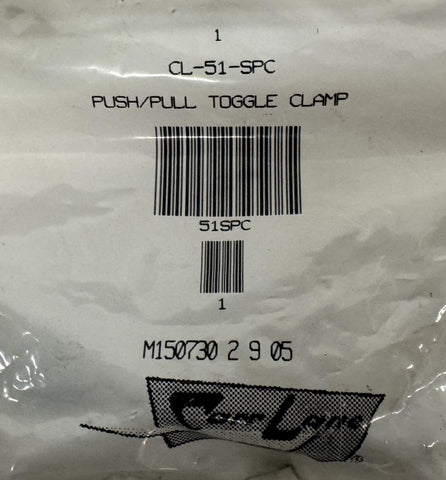 1
CL-51-SPC
PUSH/PULL TOGGLE CLAMP
51SPC
1
M150730 2 9 05
Carr Lane